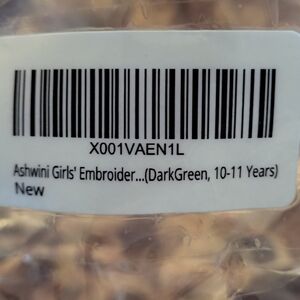 X001VAEN1L
Ashwini Girls' Embroider...(DarkGreen, 10-11 Years)
New